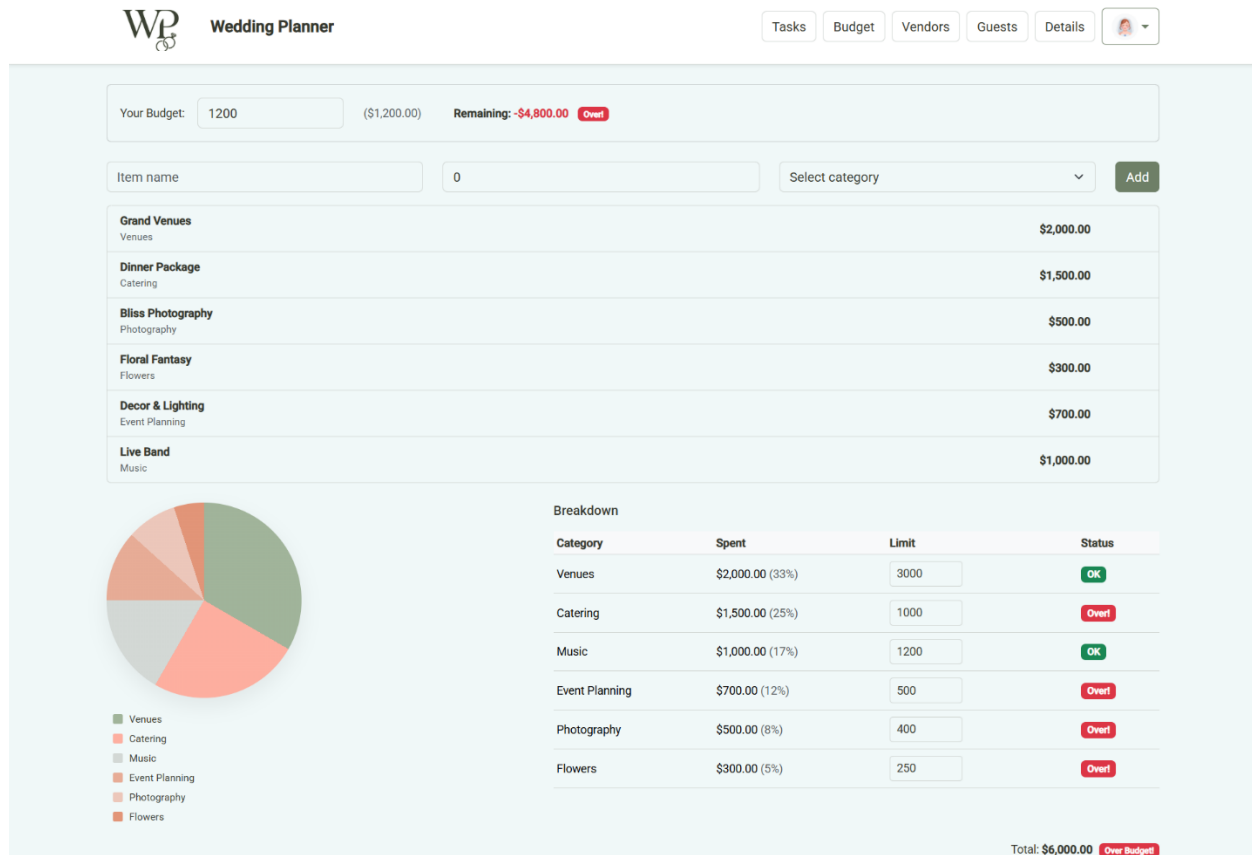 WP
Wedding Planner
Tasks Budget Vendors Guests Details
Your Budget: 1200 ($1,200.00) Remaining: -$4,800.00 Over!
Item name 0 Select category Add
Grand Venues
Venues
$2,000.00
Dinner Package
Catering
$1,500.00
Bliss Photography
Photography
$500.00
Floral Fantasy
Flowers
$300.00
Decor & Lighting
Event Planning
$700.00
Live Band
Music
$1,000.00
Venues
Catering
Music
Event Planning
Photography
Flowers
Breakdown
Category Spent Limit Status
Venues $2,000.00 (33%) 3000 OK
Catering $1,500.00 (25%) 1000 Over!
Music $1,000.00 (17%) 1200 OK
Event Planning $700.00 (12%) 500 Over!
Photography $500.00 (8%) 400 Over!
Flowers $300.00 (5%) 250 Over!
Total: $6,000.00 Over Budget!